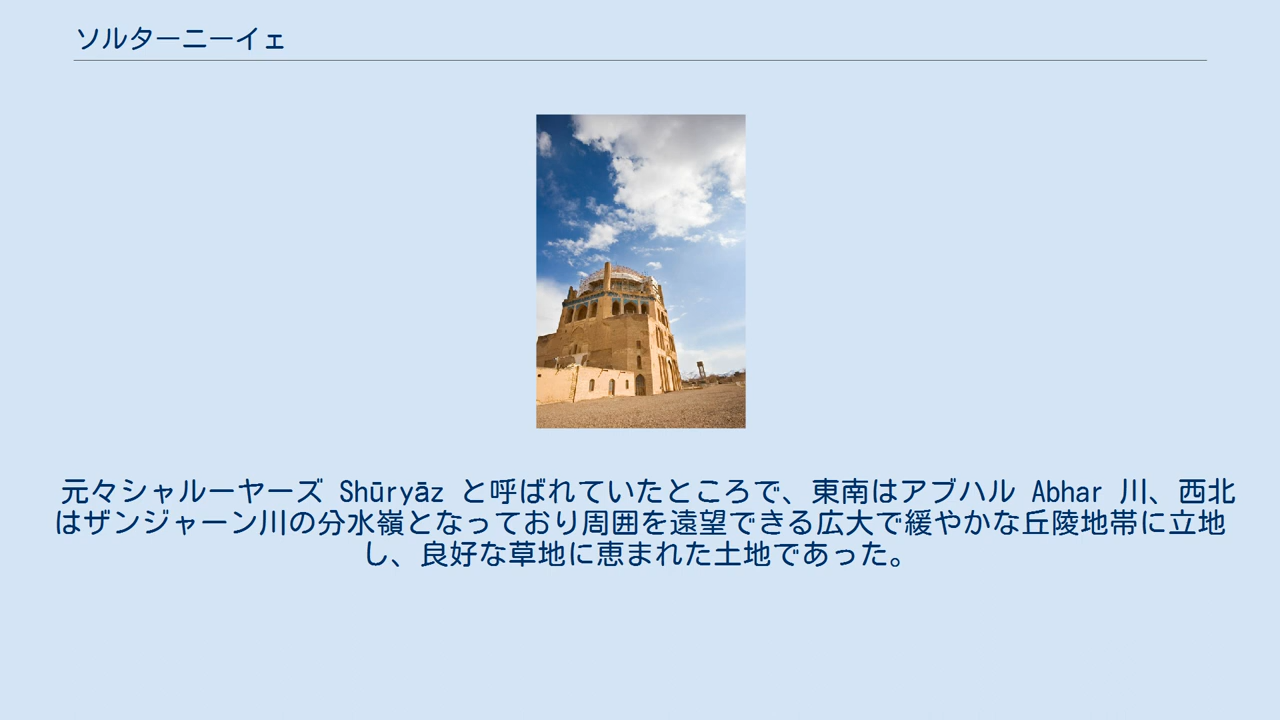 ソルターニーイェ
元々シャルーヤーズ Shūryāz と呼ばれていたところで、東南はアブハル Abhar 川、西北
はザンジャーン川の分水嶺となっており周囲を遠望できる広大で緩やかな丘陵地帯に立地
し、良好な草地に恵まれた土地であった。